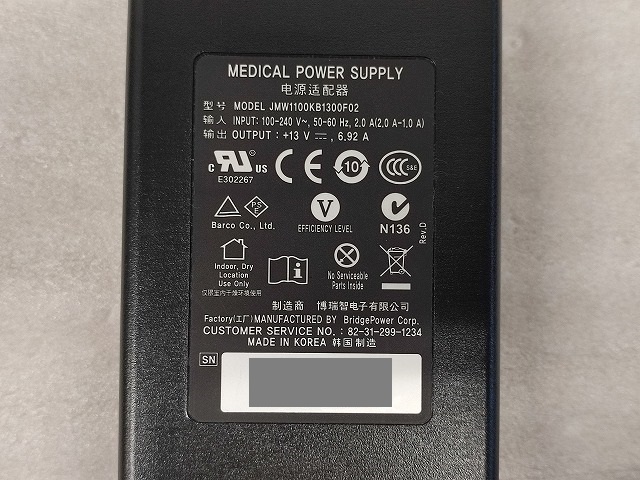 MEDICAL POWER SUPPLY
电源适配器
型号 MODEL JMW1100KB1300F02
输入 INPUT: 100-240 V~, 50-60 Hz, 2.0 A(2.0 A-1.0 A)
输出 OUTPUT : +13 V ⎓, 6.92 A
c RU ® US CE 10 CCC S&E
E302267
PS E V
Barco Co., Ltd. EFFICIENCY LEVEL N136
Rev.D
Indoor, Dry
Location
Use Only
仅限室内干燥环境使用
No Serviceable
Parts Inside
制造商 博瑞智电子有限公司
Factory(工厂)MANUFACTURED BY BridgePower Corp.
CUSTOMER SERVICE NO. : 82-31-299-1234
MADE IN KOREA 韩国制造
SN